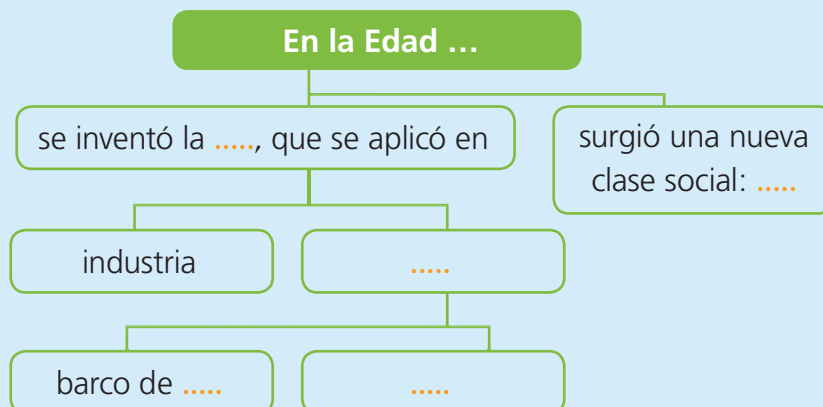 En la Edad ...
se inventó la ....., que se aplicó en
surgió una nueva
clase social: .....
industria
.....
barco de .....
.....